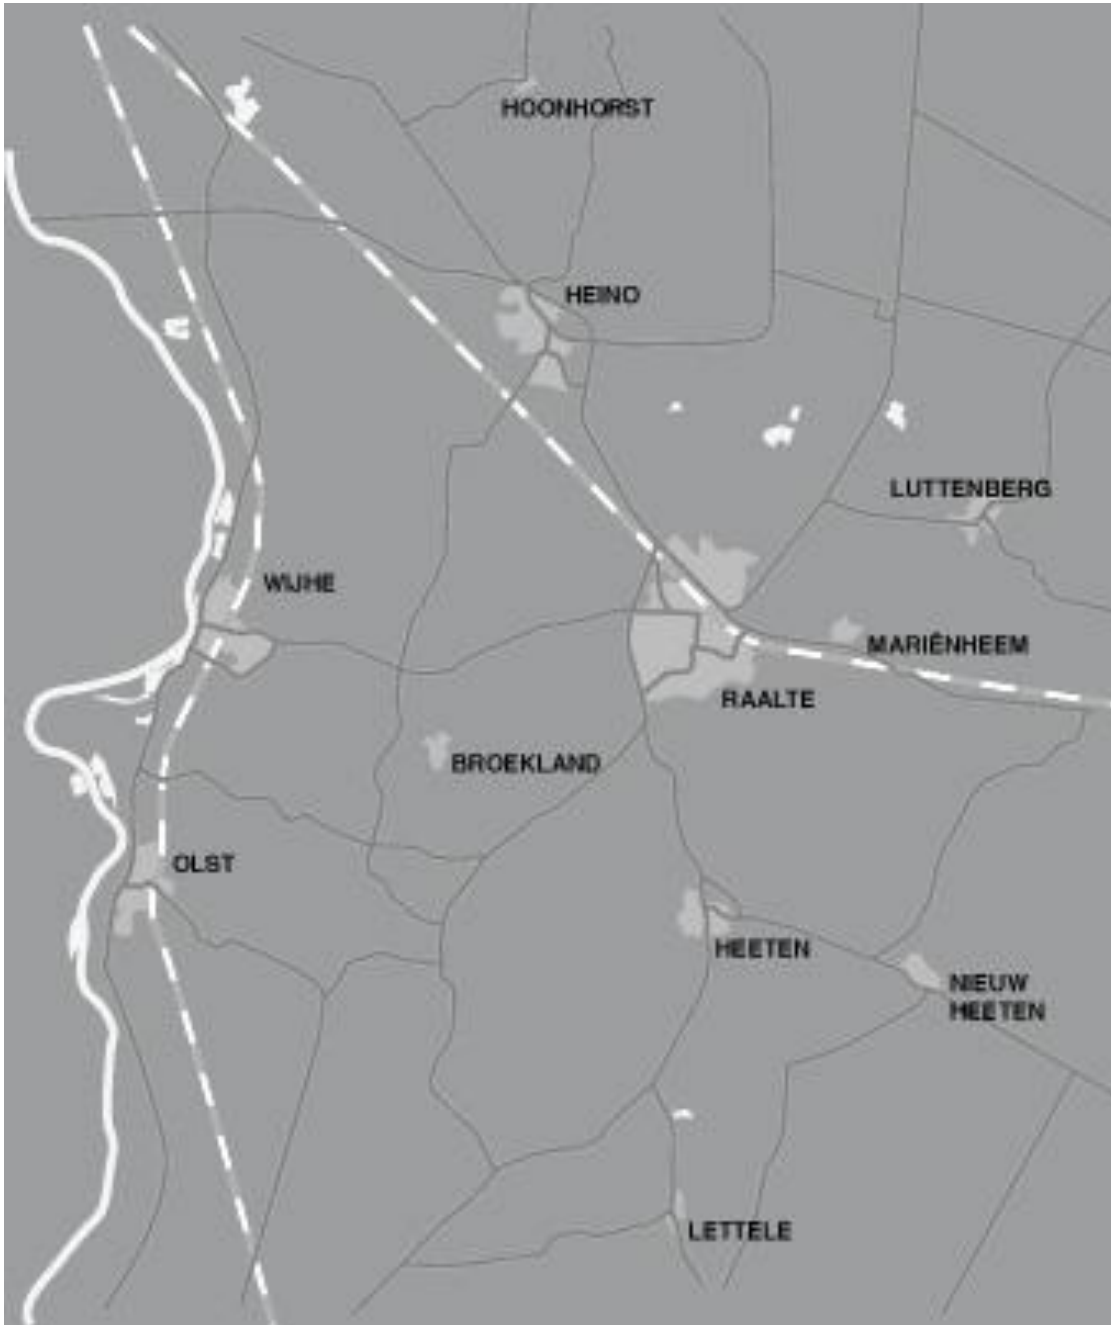 HOONHORST
HEINO
LUTTENBERG
WIJHE
MARIËNHEEM
RAALTE
BROEKLAND
OLST
HEETEN
NIEUW
HEETEN
LETTELE